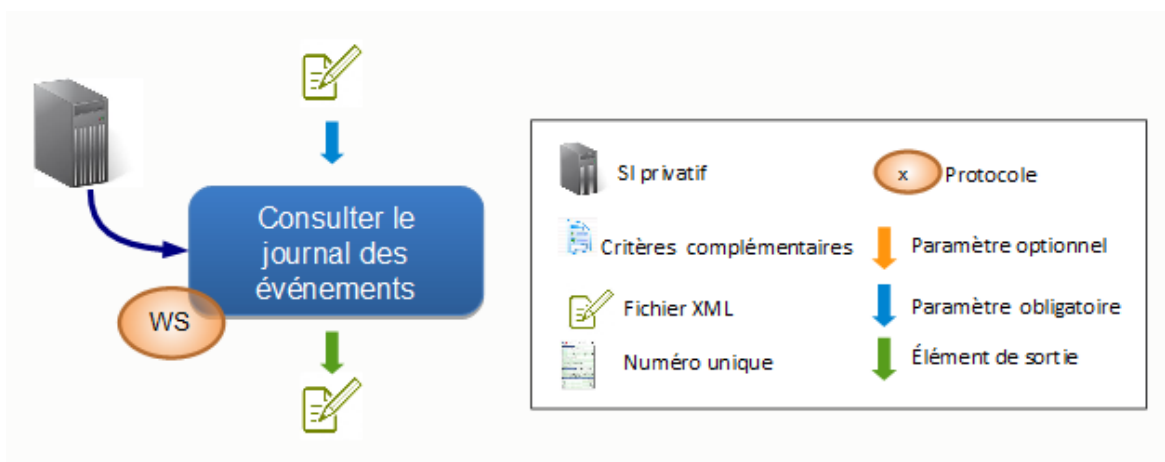 Consulter le
journal des
événements
WS
SI privatif
x Protocole
Critères complémentaires
Paramètre optionnel
Fichier XML
Paramètre obligatoire
Numéro unique
Élément de sortie